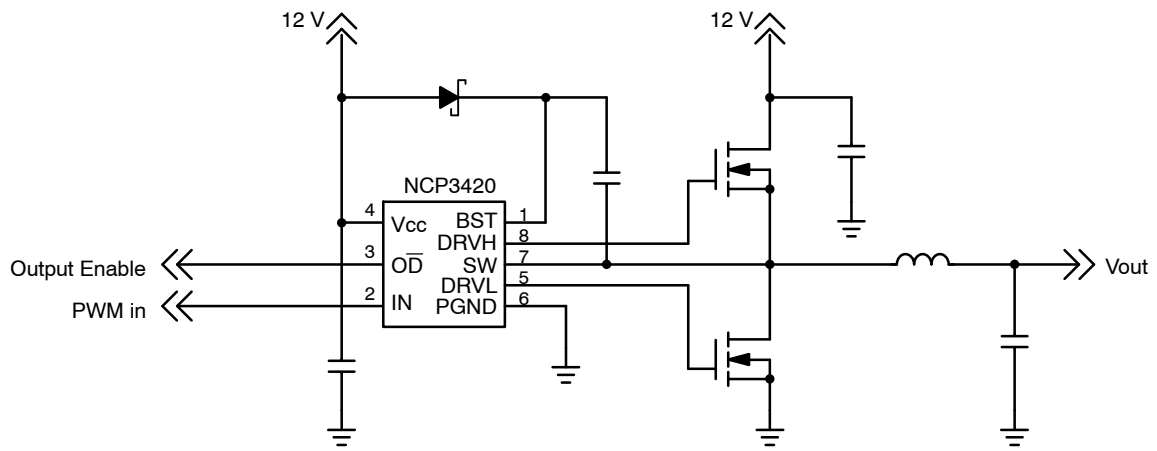 12 V
12 V
NCP3420
4
Vcc
BST
1
DRVH
8
Output Enable
3
OD̅
SW
7
Vout
DRVL
5
PWM in
2
IN
PGND
6